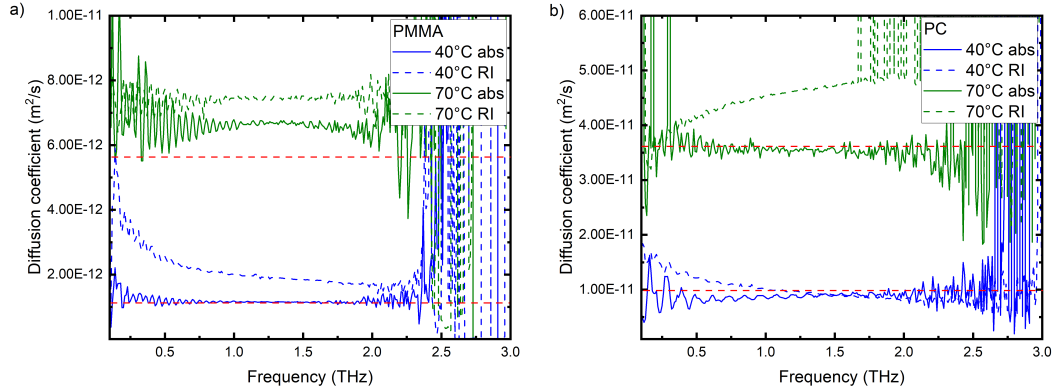 a)
PMMA
40°C abs
40°C RI
70°C abs
70°C RI
1.00E-11
8.00E-12
6.00E-12
4.00E-12
2.00E-12
Diffusion coefficient (m²/s)
0.5
1.0
1.5
2.0
2.5
3.0
Frequency (THz)
b)
PC
40°C abs
40°C RI
70°C abs
70°C RI
6.00E-11
5.00E-11
4.00E-11
3.00E-11
2.00E-11
1.00E-11
Diffusion coefficient (m²/s)
0.5
1.0
1.5
2.0
2.5
3.0
Frequency (THz)